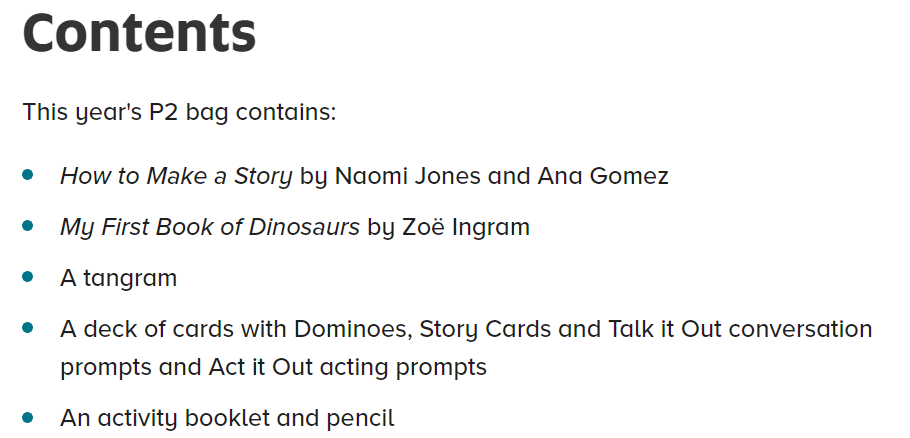 Contents
This year's P2 bag contains:
How to Make a Story by Naomi Jones and Ana Gomez
My First Book of Dinosaurs by Zoë Ingram
A tangram
A deck of cards with Dominoes, Story Cards and Talk it Out conversation
prompts and Act it Out acting prompts
An activity booklet and pencil